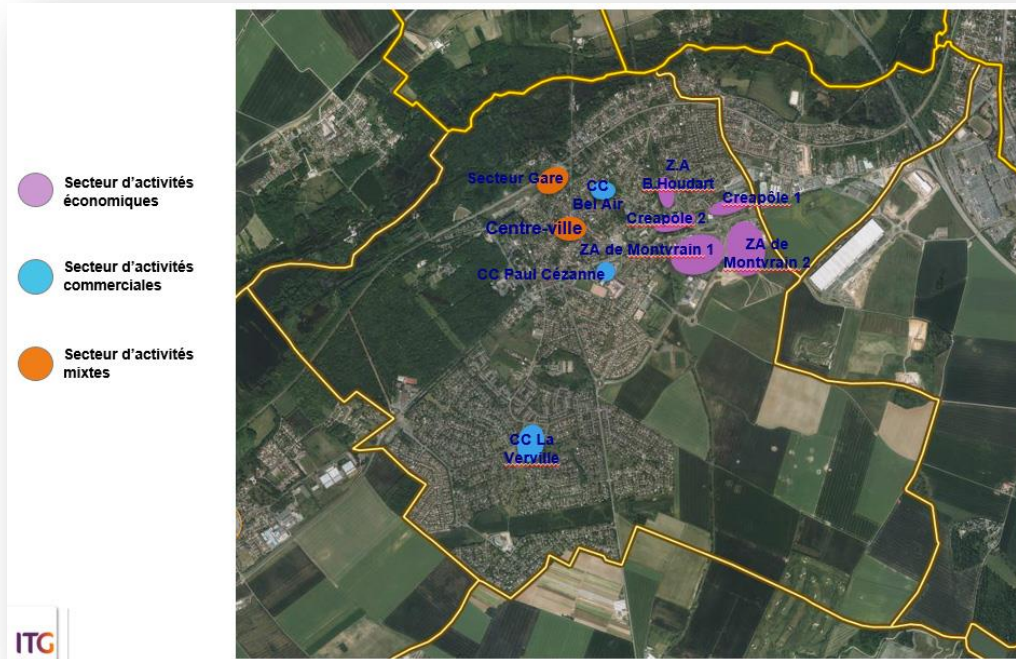 Secteur d'activités
économiques
Secteur d'activités
commerciales
Secteur d'activités
mixtes
Secteur Gare
CC
Bel Air
Z.A
B.Houdart
Creapôle 1
Creapôle 2
Centre-ville
ZA de Montvrain 1
ZA de
Montvrain 2
CC Paul Cézanne
CC La
Verville
ITG